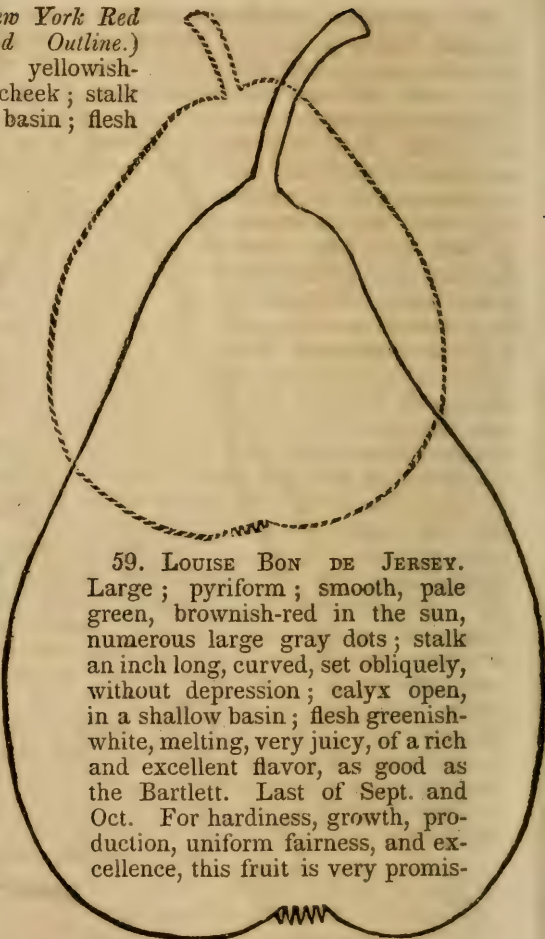 York Red
Outline.)
yellowish-
cheek ; stalk
basin ; flesh
59. LOUISE BON DE JERSEY.
Large ; pyriform ; smooth, pale
green, brownish-red in the sun,
numerous large gray dots ; stalk
an inch long, curved, set obliquely,
without depression ; calyx open,
in a shallow basin ; flesh greenish-
white, melting, very juicy, of a rich
and excellent flavor, as good as
the Bartlett. Last of Sept. and
Oct. For hardiness, growth, pro-
duction, uniform fairness, and ex-
cellence, this fruit is very promis-